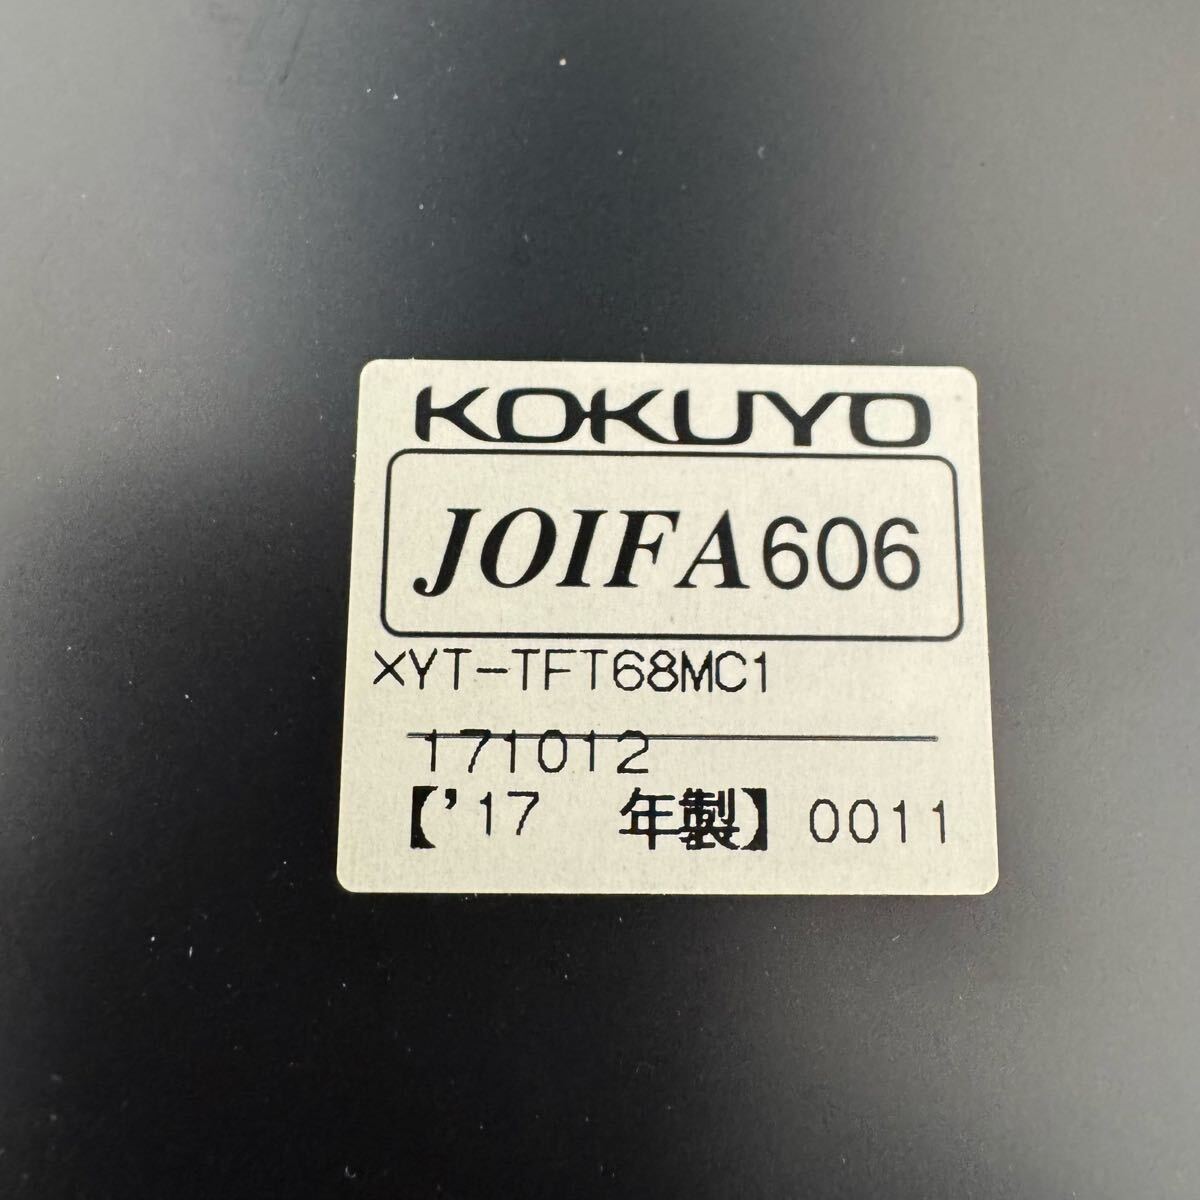 KOKUYO
JOIFA606
XYT-TFT68MC1
171012
【'17 年製】0011